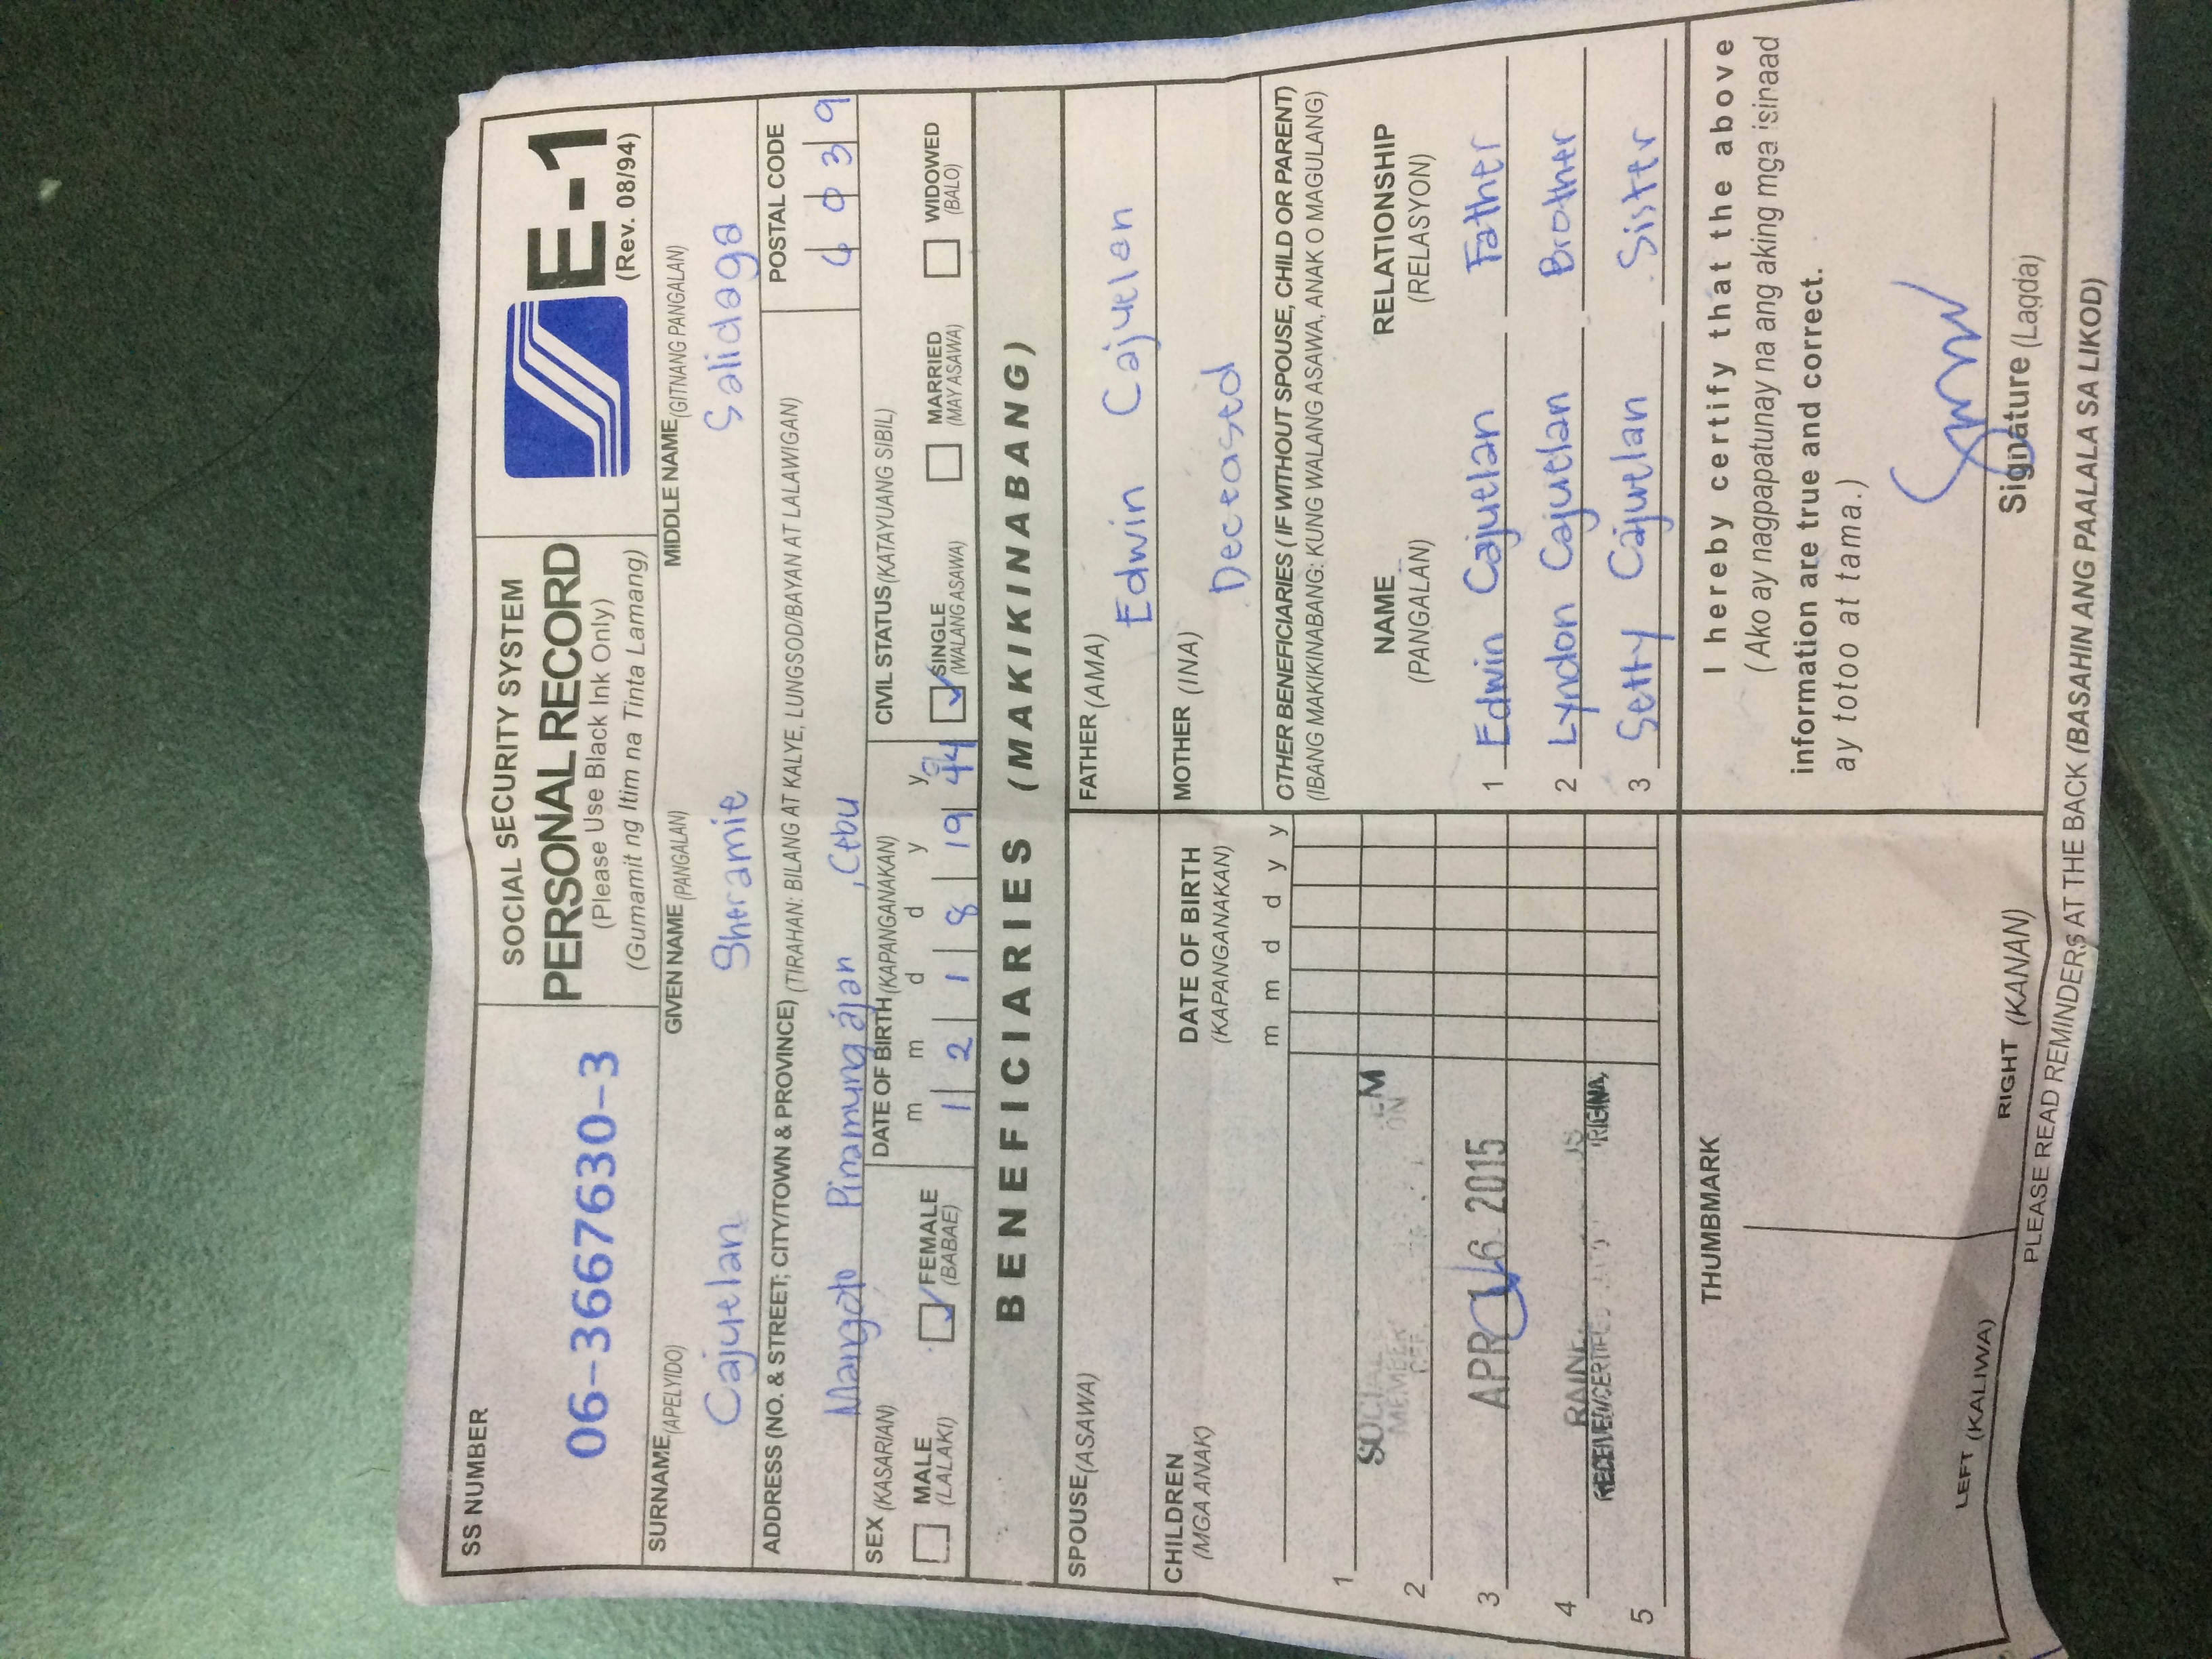 SS NUMBER
06-3667630-3
SOCIAL SECURITY SYSTEM
PERSONAL RECORD
(Please Use Black Ink Only)
(Gumamit ng Itim na Tinta Lamang)
E-1
(Rev. 08/94)
SURNAME (APELYIDO) GIVEN NAME (PANGALAN) MIDDLE NAME (GITNANG PANGALAN)
Cajuelan Sheramie Salidaga
ADDRESS (NO. & STREET; CITY/TOWN & PROVINCE) (TIRAHAN: BILANG AT KALYE, LUNGSOD/BAYAN AT LALAWIGAN) POSTAL CODE
Mangoto Pinamungajan, Cebu 4 0 3 9
SEX (KASARIAN) DATE OF BIRTH (KAPANGANAKAN) CIVIL STATUS (KATAYUANG SIBIL)
m m d d y y
MALE FEMALE 1 2 1 8 19 SINGLE MARRIED WIDOWED
(LALAKI) (BABAE) (WALANG ASAWA) (MAY ASAWA) (BALO)
BENEFICIARIES (MAKIKINABANG)
SPOUSE (ASAWA) FATHER (AMA)
Edwin Cajuelan
CHILDREN
(MGA ANAK)
DATE OF BIRTH
(KAPANGANAKAN)
m m d d y y
MOTHER (INA)
Deceased
1
2
3
4
5
SOCIAL
MEMBER
APR 16 2015
OTHER BENEFICIARIES (IF WITHOUT SPOUSE, CHILD OR PARENT)
(IBANG MAKIKINABANG: KUNG WALANG ASAWA, ANAK O MAGULANG)
NAME RELATIONSHIP
(PANGALAN) (RELASYON)
1 Edwin Cajuelan Father
2 Lyndon Cajuelan Brother
3 Setty Cajuelan Sister
THUMBMARK
LEFT (KALIWA) RIGHT (KANAN)
I hereby certify that the above
(Ako ay nagpapatunay na ang aking mga isinaad
information are true and correct.
ay totoo at tama.)
Signature (Lagda)
PLEASE READ REMINDERS AT THE BACK (BASAHIN ANG PAALALA SA LIKOD)